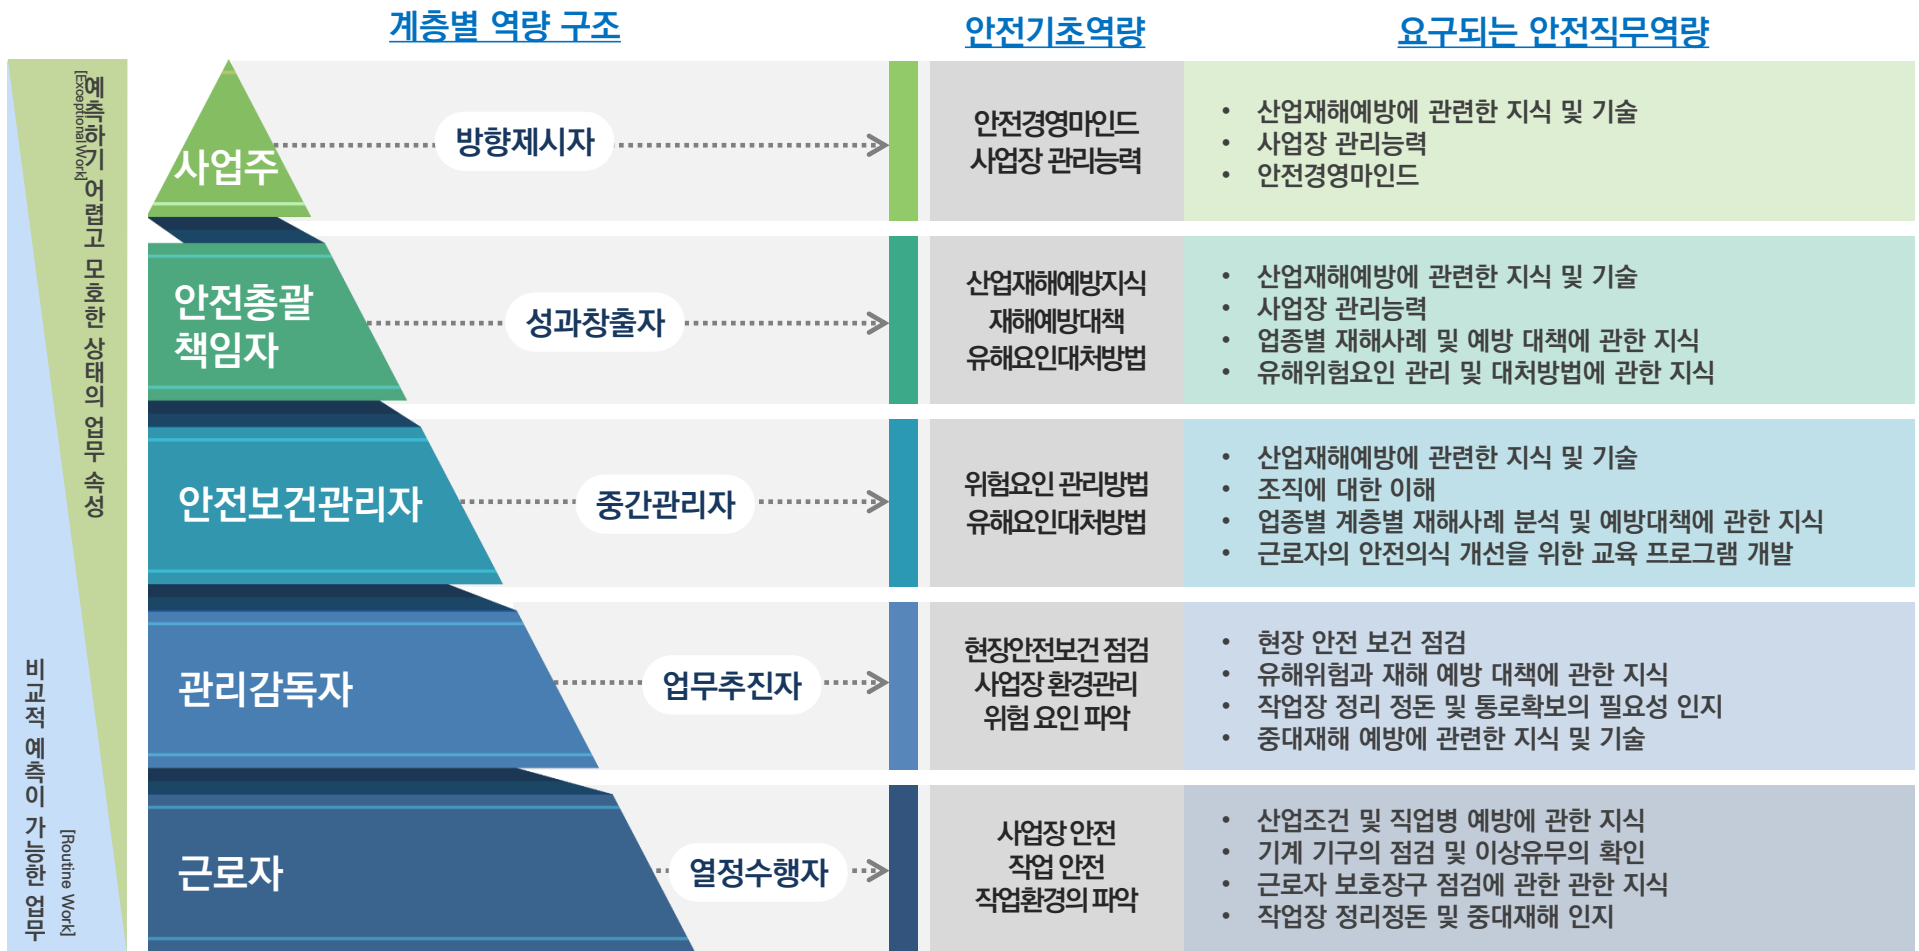 계층별 역량 구조
안전기초역량
요구되는 안전직무역량
예측하기 어렵고 모호한 상태의 업무 속성
[Exceptional Work]
비교적 예측이 가능한 업무
[Routine Work]
사업주
방향제시자
안전경영마인드
사업장 관리능력
• 산업재해예방에 관련한 지식 및 기술
• 사업장 관리능력
• 안전경영마인드
안전총괄
책임자
성과창출자
산업재해예방지식
재해예방대책
유해요인대처방법
• 산업재해예방에 관련한 지식 및 기술
• 사업장 관리능력
• 업종별 재해사례 및 예방 대책에 관한 지식
• 유해위험요인 관리 및 대처방법에 관한 지식
안전보건관리자
중간관리자
위험요인 관리방법
유해요인대처방법
• 산업재해예방에 관련한 지식 및 기술
• 조직에 대한 이해
• 업종별 계층별 재해사례 분석 및 예방대책에 관한 지식
• 근로자의 안전의식 개선을 위한 교육 프로그램 개발
관리감독자
업무추진자
현장안전보건 점검
사업장 환경관리
위험 요인 파악
• 현장 안전 보건 점검
• 유해위험과 재해 예방 대책에 관한 지식
• 작업장 정리 정돈 및 통로확보의 필요성 인지
• 중대재해 예방에 관련한 지식 및 기술
근로자
열정수행자
사업장 안전
작업 안전
작업환경의 파악
• 산업조건 및 직업병 예방에 관한 지식
• 기계 기구의 점검 및 이상유무의 확인
• 근로자 보호장구 점검에 관한 관한 지식
• 작업장 정리정돈 및 중대재해 인지